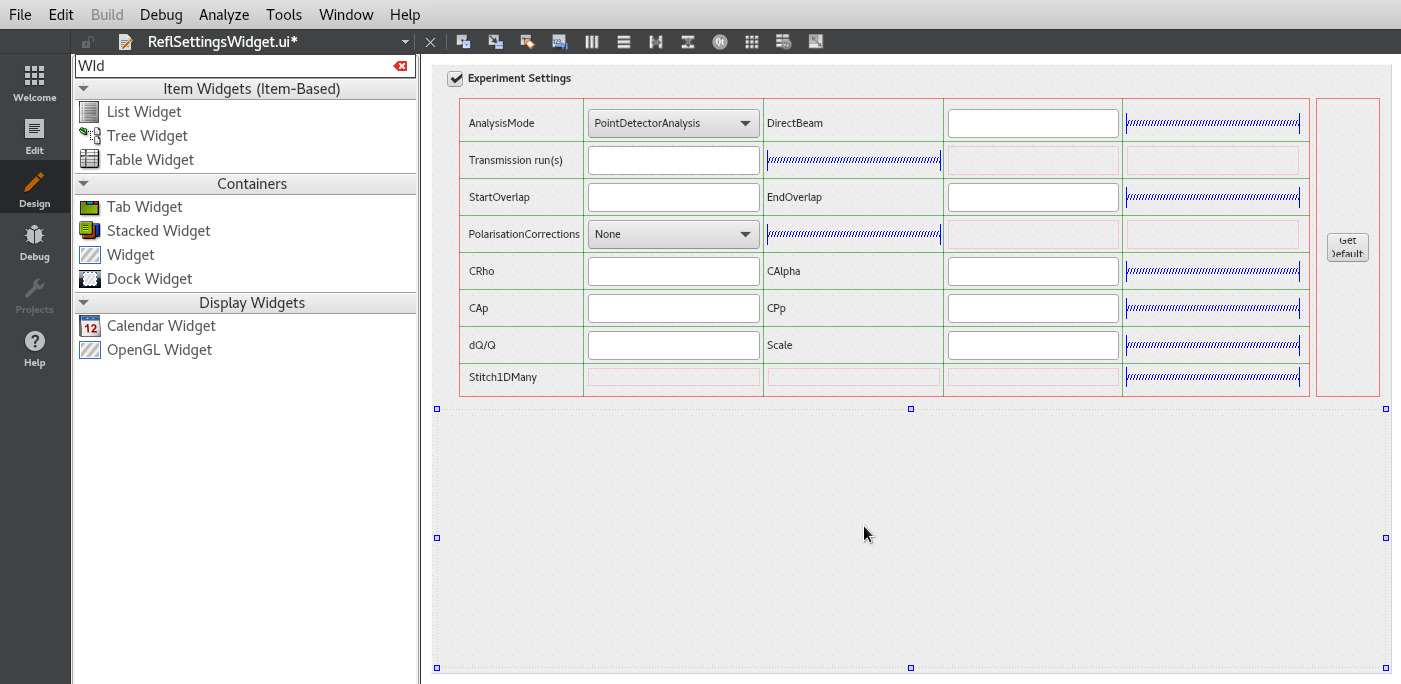 File Edit Build Debug Analyze Tools Window Help
ReflSettingsWidget.ui*
WId
Welcome
Edit
Design
Debug
Projects
Help
Item Widgets (Item-Based)
List Widget
Tree Widget
Table Widget
Containers
Tab Widget
Stacked Widget
Widget
Dock Widget
Display Widgets
12 Calendar Widget
OpenGL Widget
Experiment Settings
AnalysisMode PointDetectorAnalysis DirectBeam
Transmission run(s)
StartOverlap EndOverlap
PolarisationCorrections None
CRho CAlpha
CAp CPp
dQ/Q Scale
Stitch1DMany
Get